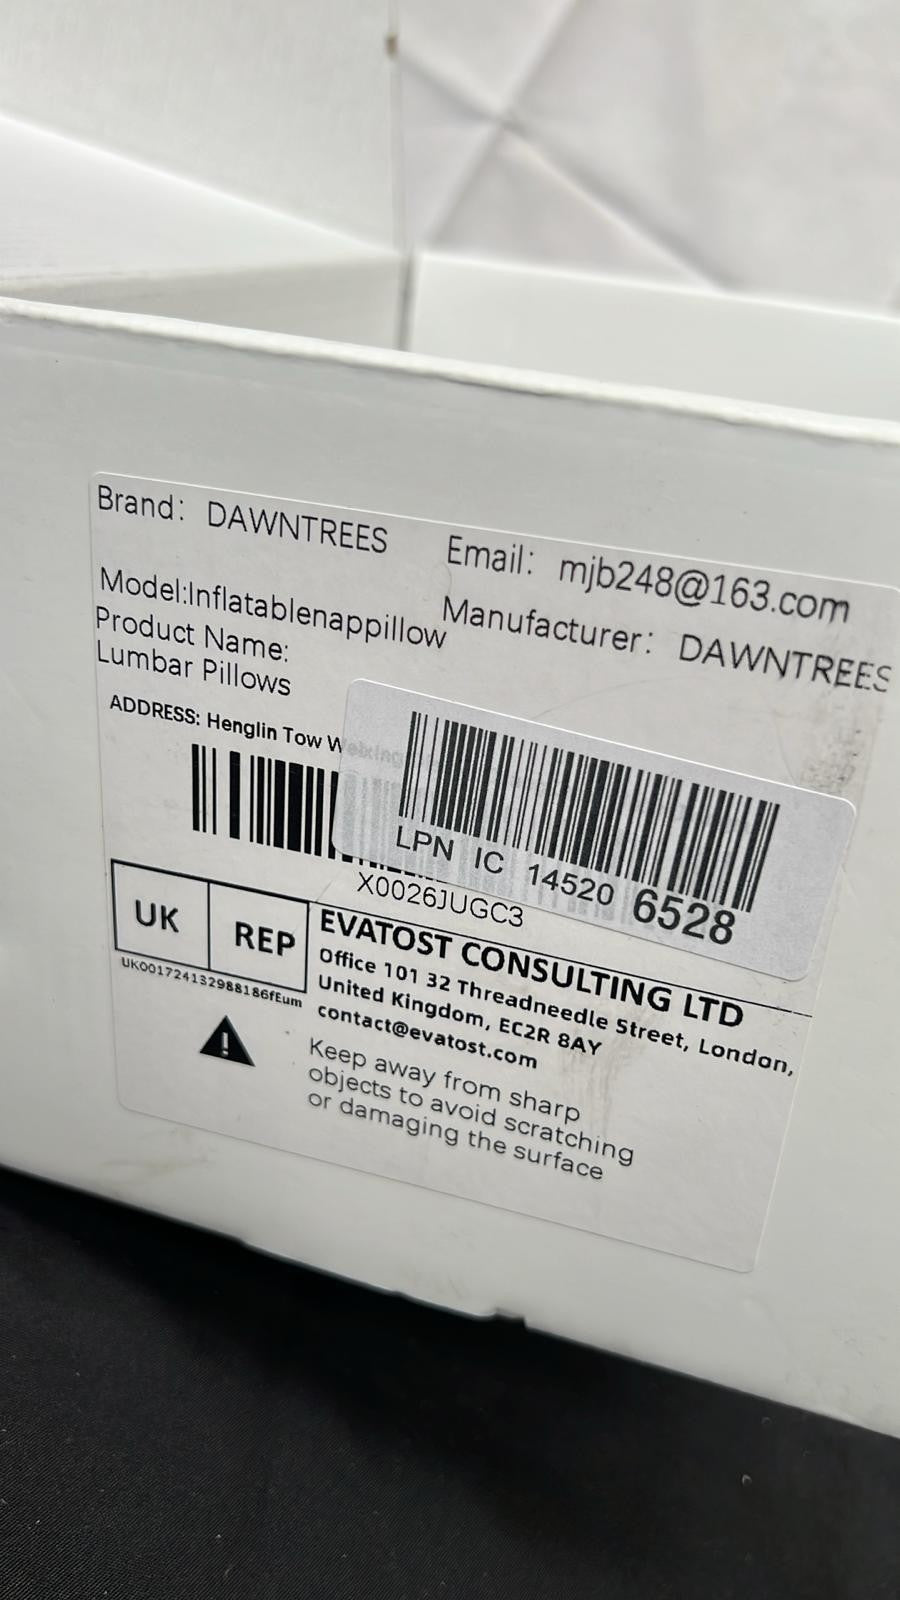 Brand: DAWNTREES
Email: mjb248@163.com
Model:Inflatablenappillow
Manufacturer: DAWNTREES
Product Name:
Lumbar Pillows
ADDRESS: Henglin Tow Weixing
LPN IC 14520 6528
X0026JUGC3
UK REP
UK001724132988186fEum
EVATOST CONSULTING LTD
Office 101 32 Threadneedle Street, London,
United Kingdom, EC2R 8AY
contact@evatost.com
Keep away from sharp
objects to avoid scratching
or damaging the surface